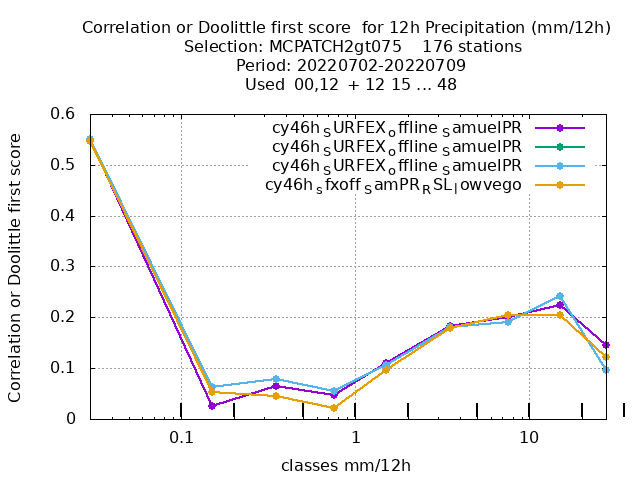 Correlation or Doolittle first score  for 12h Precipitation (mm/12h)
Selection: MCPATCH2gt075    176 stations
Period: 20220702-20220709
Used  00,12  + 12 15 ... 48
Correlation or Doolittle first score
0.6
0.5
0.4
0.3
0.2
0.1
0
cy46h_SURFEX_offline_SamuelPR
cy46h_SURFEX_offline_SamuelPR
cy46h_SURFEX_offline_SamuelPR
cy46h_sfxoff_SamPR_RSL_lowvego
0.1 1 10
classes mm/12h